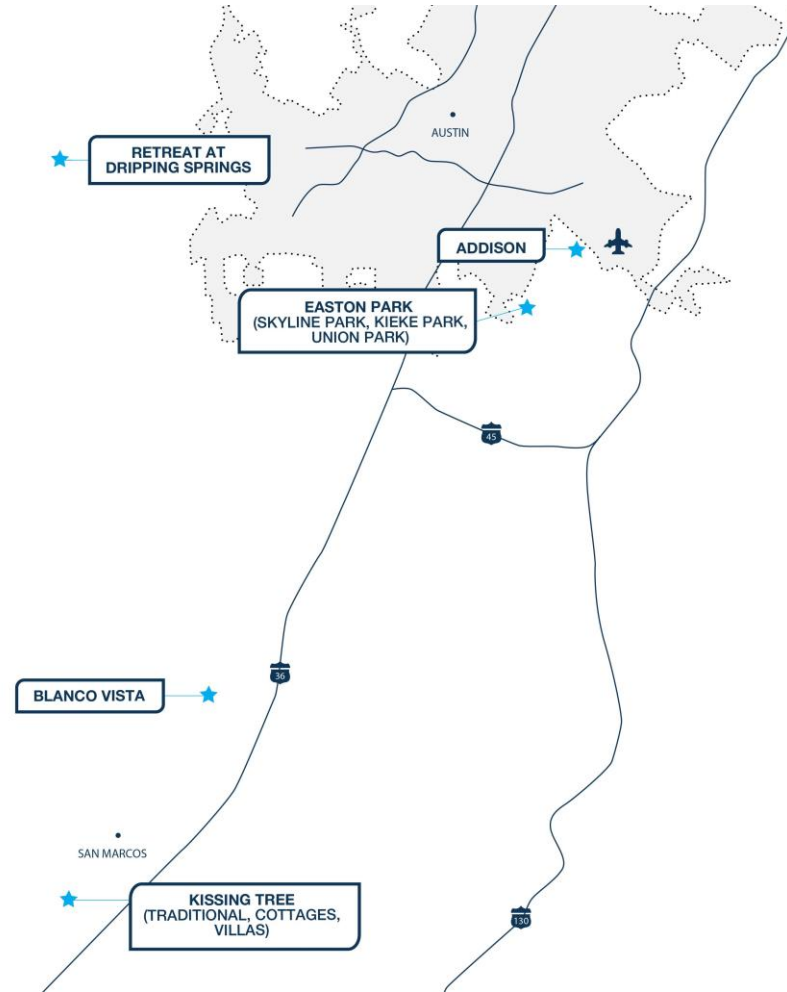 AUSTIN
RETREAT AT
DRIPPING SPRINGS
ADDISON
EASTON PARK
(SKYLINE PARK, KIEKE PARK,
UNION PARK)
45
36
BLANCO VISTA
SAN MARCOS
KISSING TREE
(TRADITIONAL, COTTAGES,
VILLAS)
130